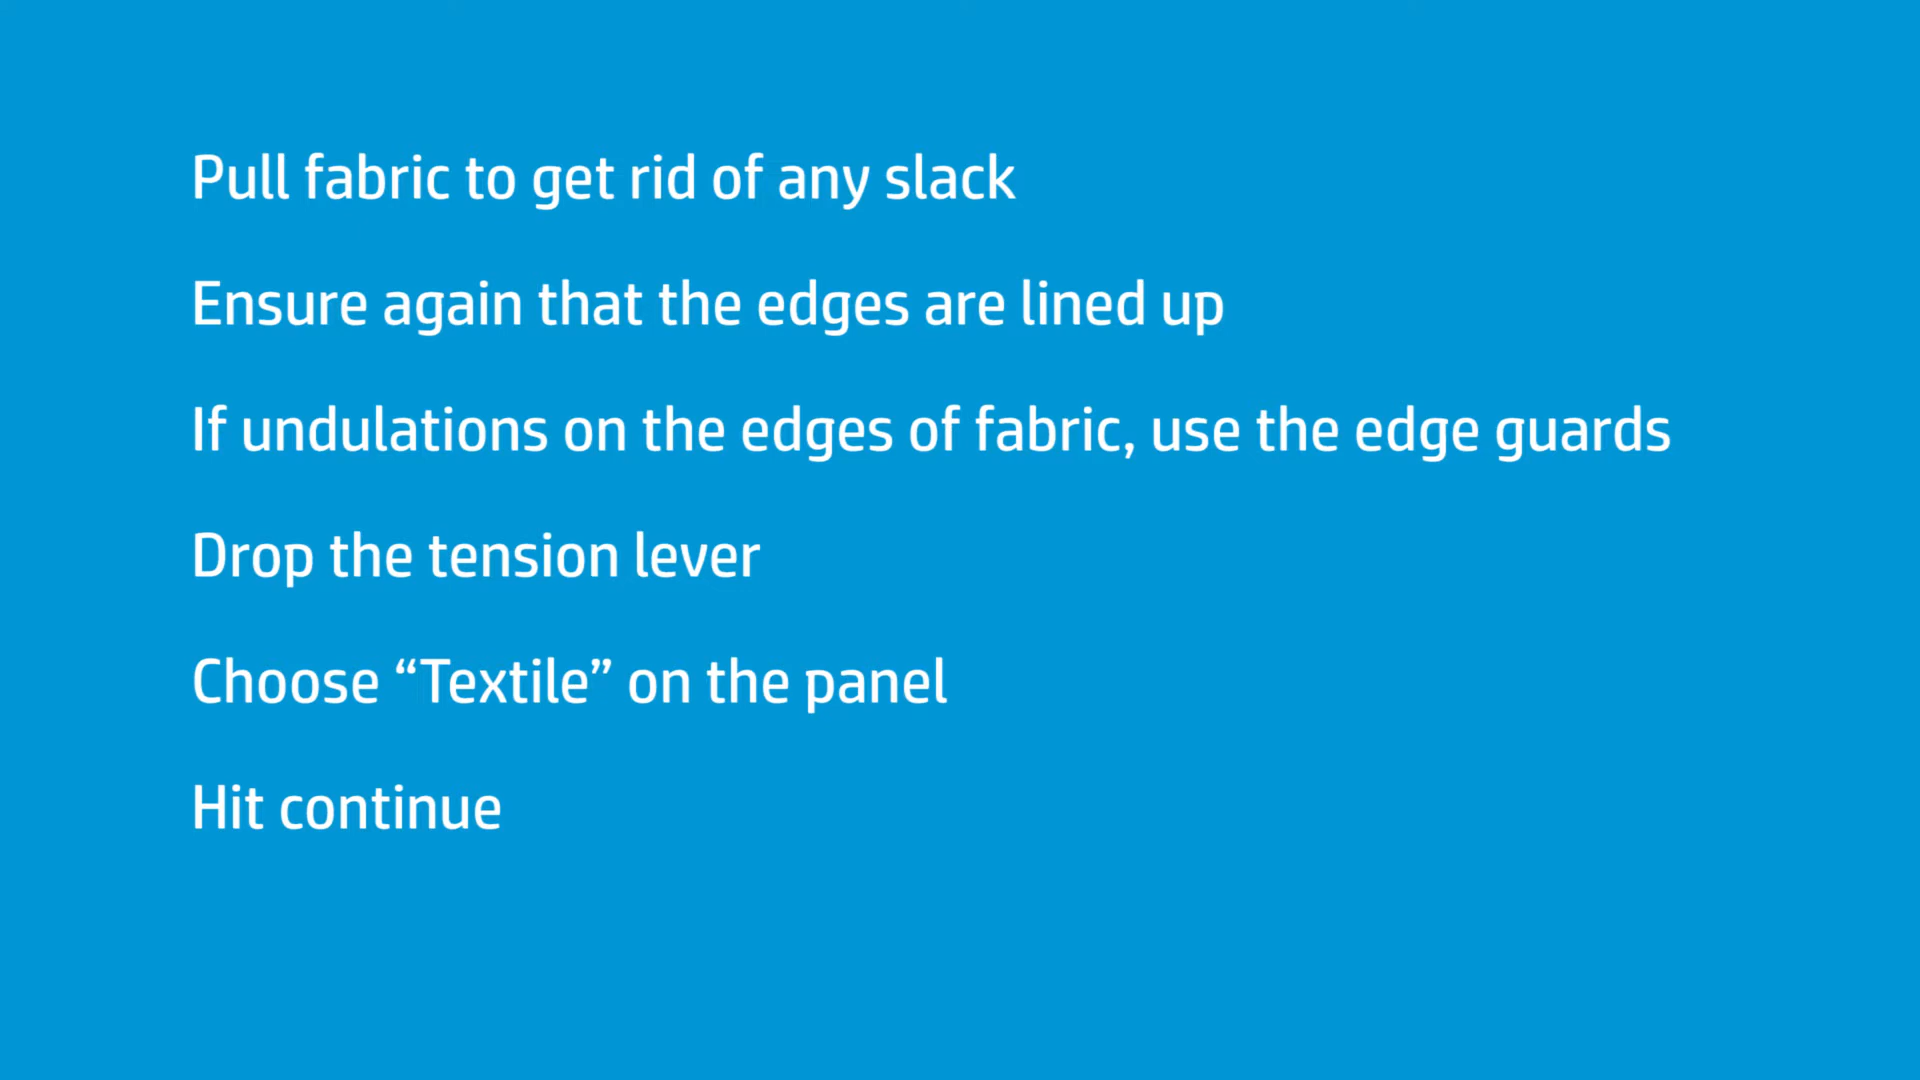 Pull fabric to get rid of any slack
Ensure again that the edges are lined up
If undulations on the edges of fabric, use the edge guards
Drop the tension lever
Choose “Textile” on the panel
Hit continue